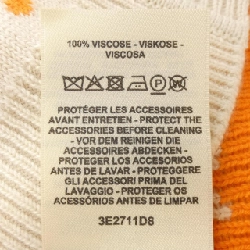 100% VISCOSE - VISKOSE -
VISCOSA
PROTÉGER LES ACCESSOIRES
AVANT ENTRETIEN - PROTECT THE
ACCESSORIES BEFORE CLEANING
- VOR DEM REINIGEN DIE
ACCESSOIRES ABDECKEN -
PROTEGER LOS ACCESORIOS
ANTES DE LAVAR - PROTEGGERE
GLI ACCESSORI PRIMA DEL
LAVAGGIO - PROTEGER OS
ACESSÓRIOS ANTES DE LIMPAR
3E2711D8